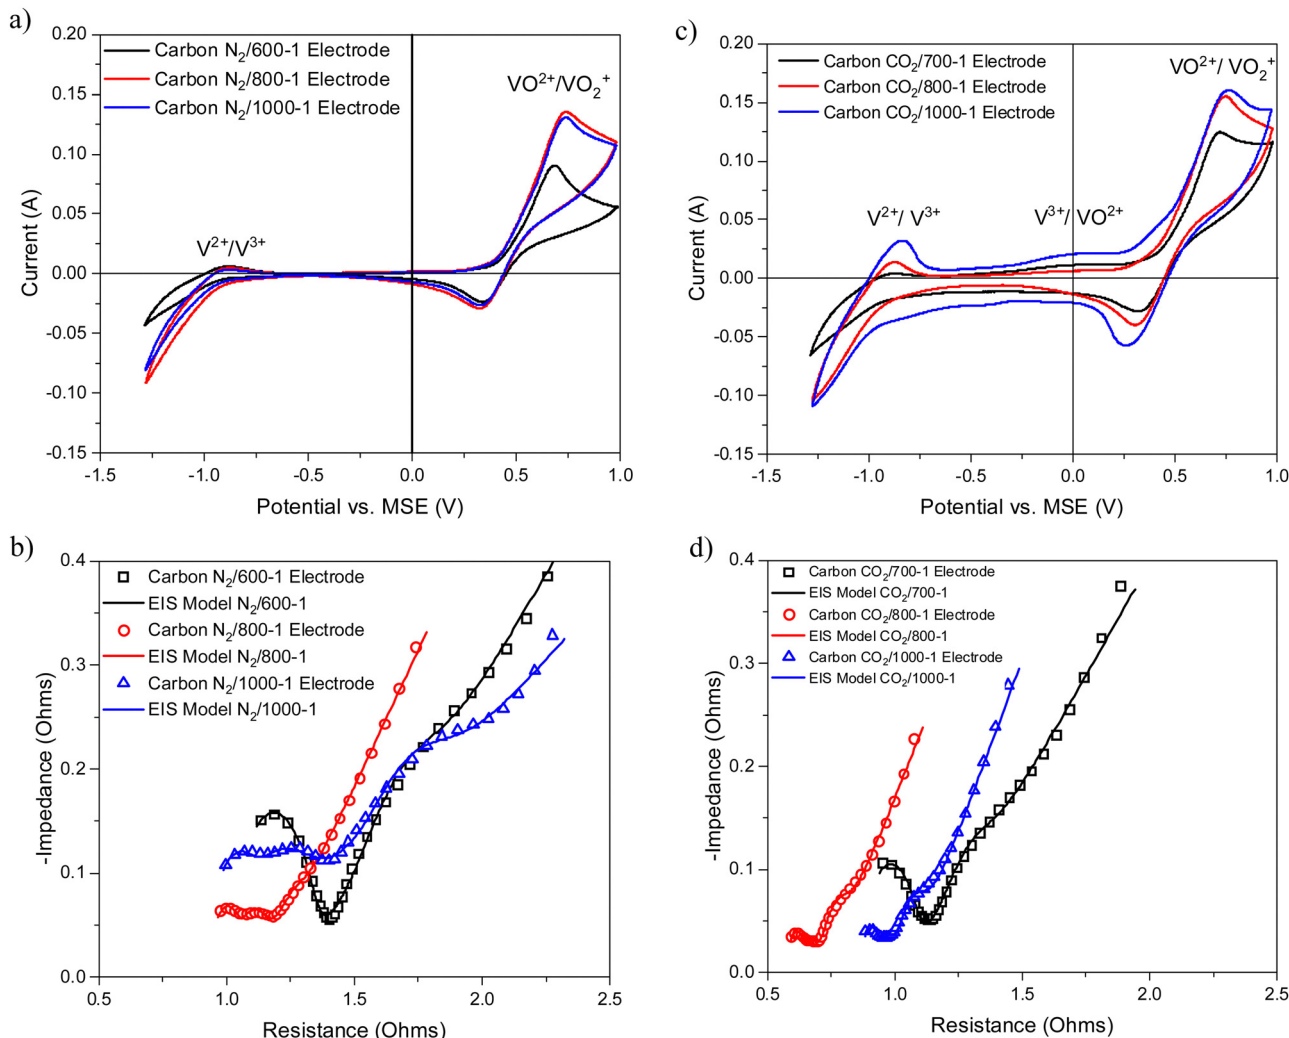 a)
0.20
0.15
0.10
0.05
0.00
-0.05
-0.10
-0.15
Current (A)
Carbon N2/600-1 Electrode
Carbon N2/800-1 Electrode
Carbon N2/1000-1 Electrode
VO2+/VO2+
V2+/V3+
-1.5
-1.0
-0.5
0.0
0.5
1.0
Potential vs. MSE (V)
c)
0.20
0.15
0.10
0.05
0.00
-0.05
-0.10
-0.15
Current (A)
Carbon CO2/700-1 Electrode
Carbon CO2/800-1 Electrode
Carbon CO2/1000-1 Electrode
VO2+/ VO2+
V2+/ V3+
V3+/ VO2+
-1.5
-1.0
-0.5
0.0
0.5
1.0
Potential vs. MSE (V)
b)
0.4
0.3
0.2
0.1
0.0
-Impedance (Ohms)
Carbon N2/600-1 Electrode
EIS Model N2/600-1
Carbon N2/800-1 Electrode
EIS Model N2/800-1
Carbon N2/1000-1 Electrode
EIS Model N2/1000-1
0.5
1.0
1.5
2.0
2.5
Resistance (Ohms)
d)
0.4
0.3
0.2
0.1
0.0
-Impedance (Ohms)
Carbon CO2/700-1 Electrode
EIS Model CO2/700-1
Carbon CO2/800-1 Electrode
EIS Model CO2/800-1
Carbon CO2/1000-1 Electrode
EIS Model CO2/1000-1
0.5
1.0
1.5
2.0
2.5
Resistance (Ohms)